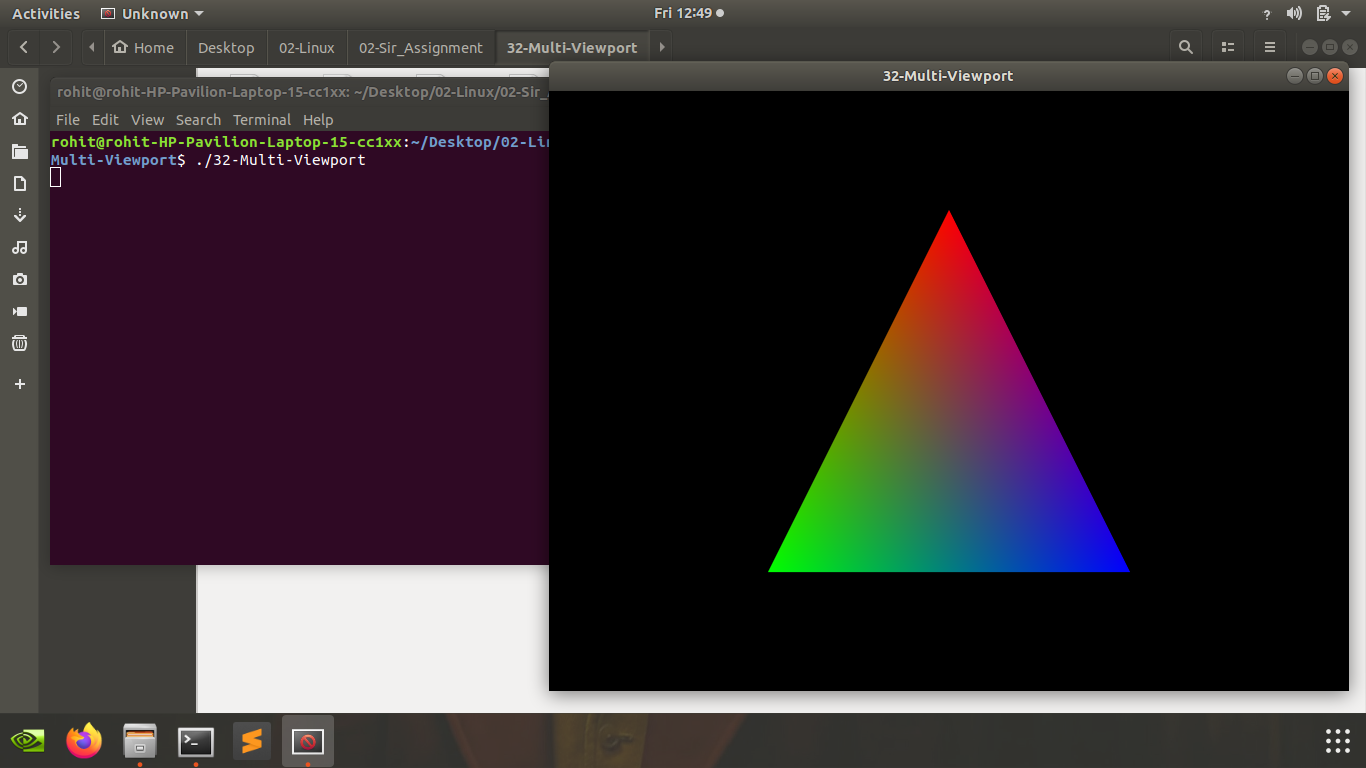 Activities Unknown Fri 12:49
Home Desktop 02-Linux 02-Sir_Assignment 32-Multi-Viewport
32-Multi-Viewport
rohit@rohit-HP-Pavilion-Laptop-15-cc1xx: ~/Desktop/02-Linux/02-Sir_
File Edit View Search Terminal Help
rohit@rohit-HP-Pavilion-Laptop-15-cc1xx:~/Desktop/02-Lin
Multi-Viewport$ ./32-Multi-Viewport